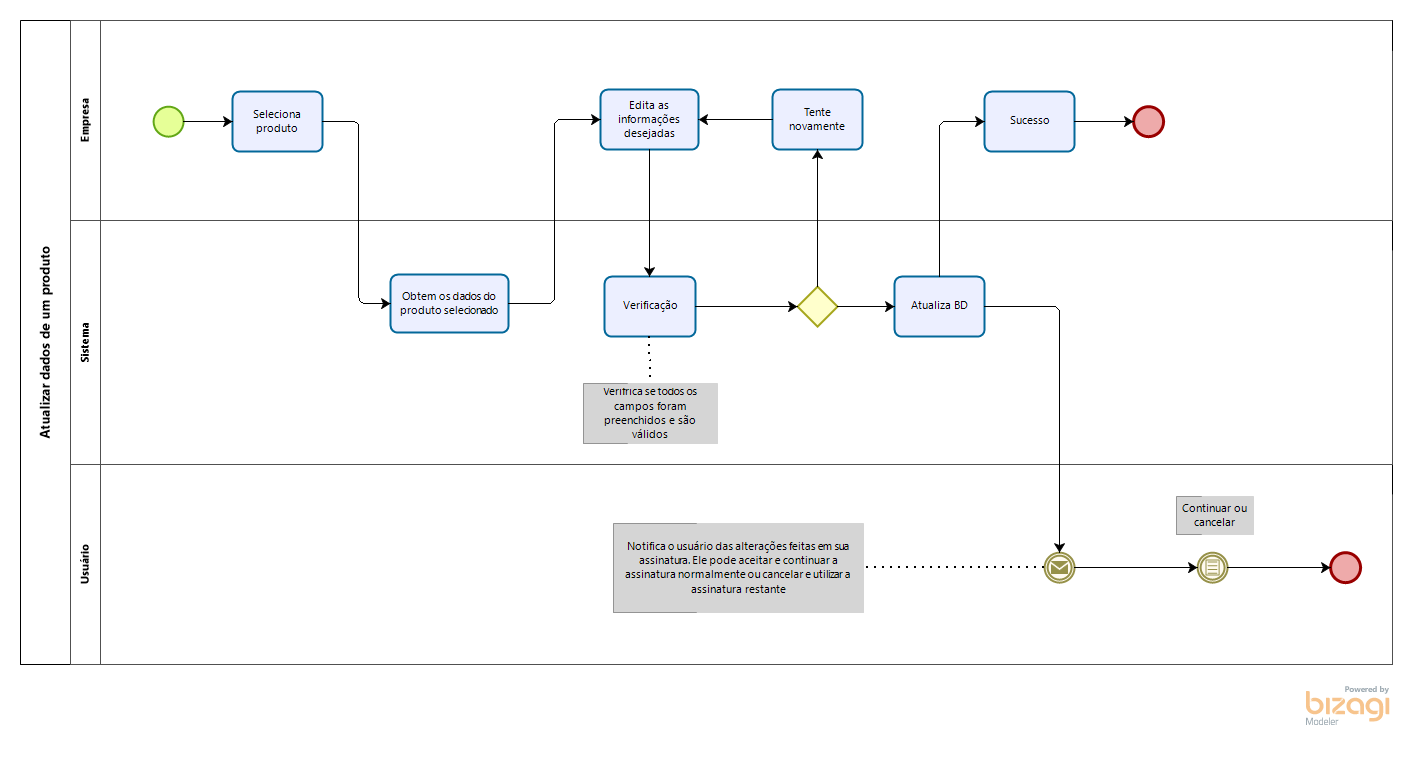 Atualizar dados de um produto
Empresa
Seleciona
produto
Edita as
informações
desejadas
Tente
novamente
Sucesso
Sistema
Obtem os dados do
produto selecionado
Verificação
Atualiza BD
Verifica se todos os
campos foram
preenchidos e são
válidos
Usuário
Notifica o usuário das alterações feitas em sua
assinatura. Ele pode aceitar e continuar a
assinatura normalmente ou cancelar e utilizar a
assinatura restante
Continuar ou
cancelar
Powered by
bizagi
Modeler